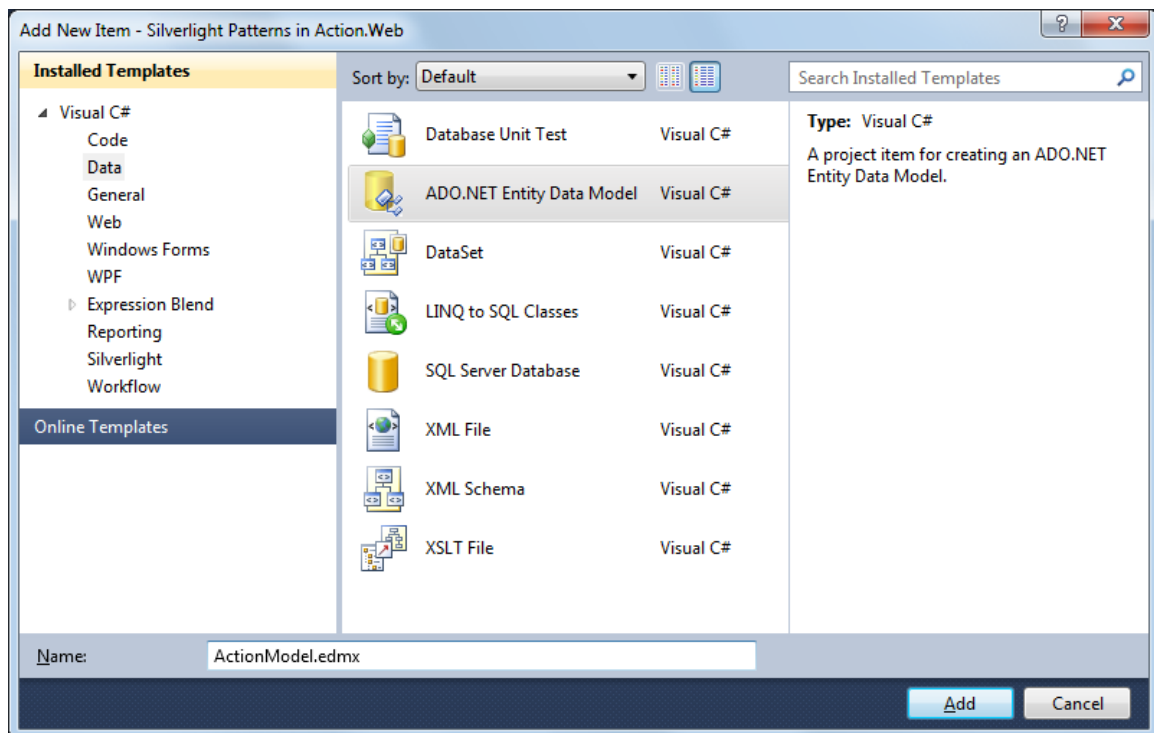 Add New Item - Silverlight Patterns in Action.Web
Installed Templates
Visual C#
Code
Data
General
Web
Windows Forms
WPF
Expression Blend
Reporting
Silverlight
Workflow
Online Templates
Sort by: Default
Database Unit Test Visual C#
ADO.NET Entity Data Model Visual C#
DataSet Visual C#
LINQ to SQL Classes Visual C#
SQL Server Database Visual C#
XML File Visual C#
XML Schema Visual C#
XSLT File Visual C#
Search Installed Templates
Type: Visual C#
A project item for creating an ADO.NET
Entity Data Model.
Name: ActionModel.edmx
Add Cancel